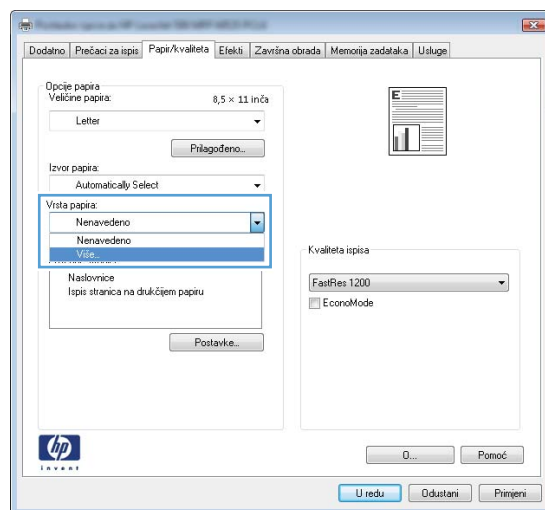 Dodatno Prečaci za ispis Papir/kvaliteta Efekti Završna obrada Memorija zadataka Usluge
Opcije papira
Veličine papira: 8,5 × 11 inča
Letter
Prilagođeno...
Izvor papira:
Automatically Select
Vrsta papira:
Nenavedeno
Nenavedeno
Više...
Naslovnice
Ispis stranica na drukčijem papiru
Postavke...
E
Kvaliteta ispisa
FastRes 1200
EconoMode
hp
invent
O...
Pomoć
U redu
Odustani
Primjeni